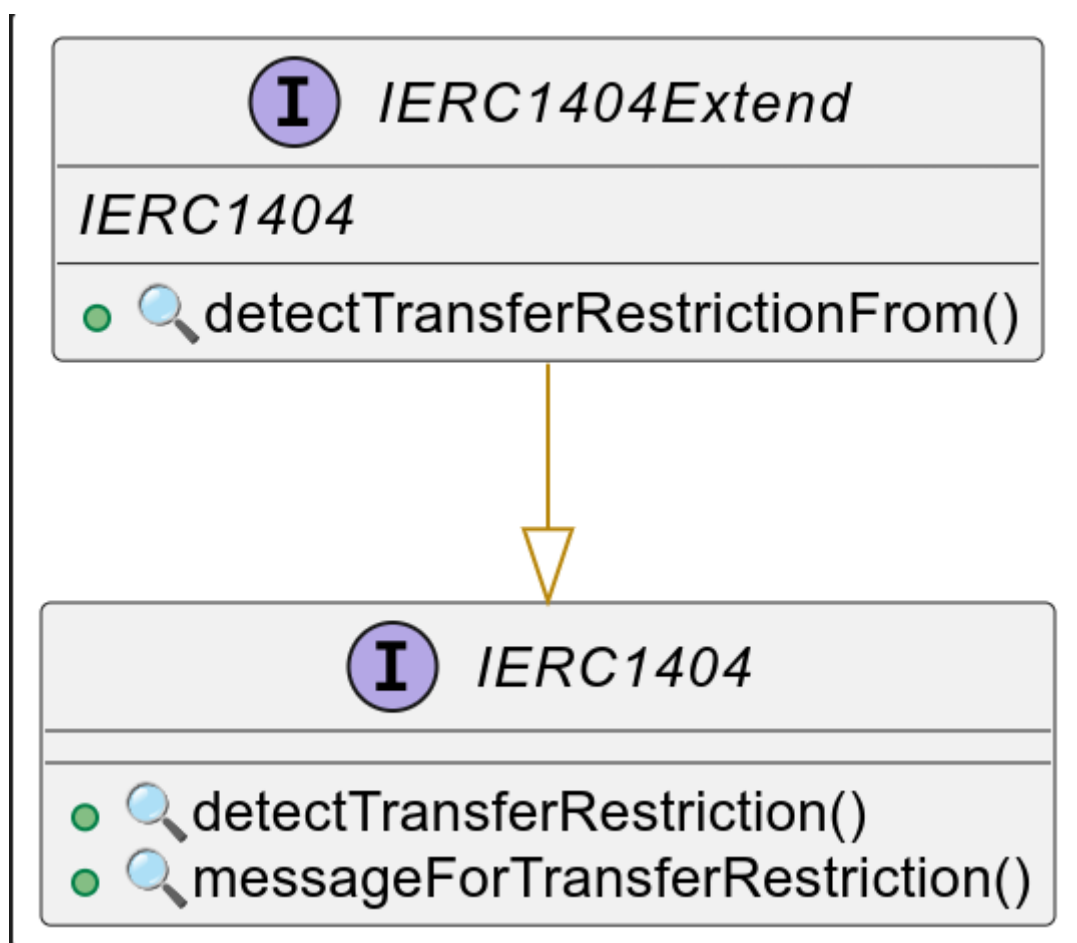 I IERC1404Extend
IERC1404
detectTransferRestrictionFrom()
I IERC1404
detectTransferRestriction()
messageForTransferRestriction()